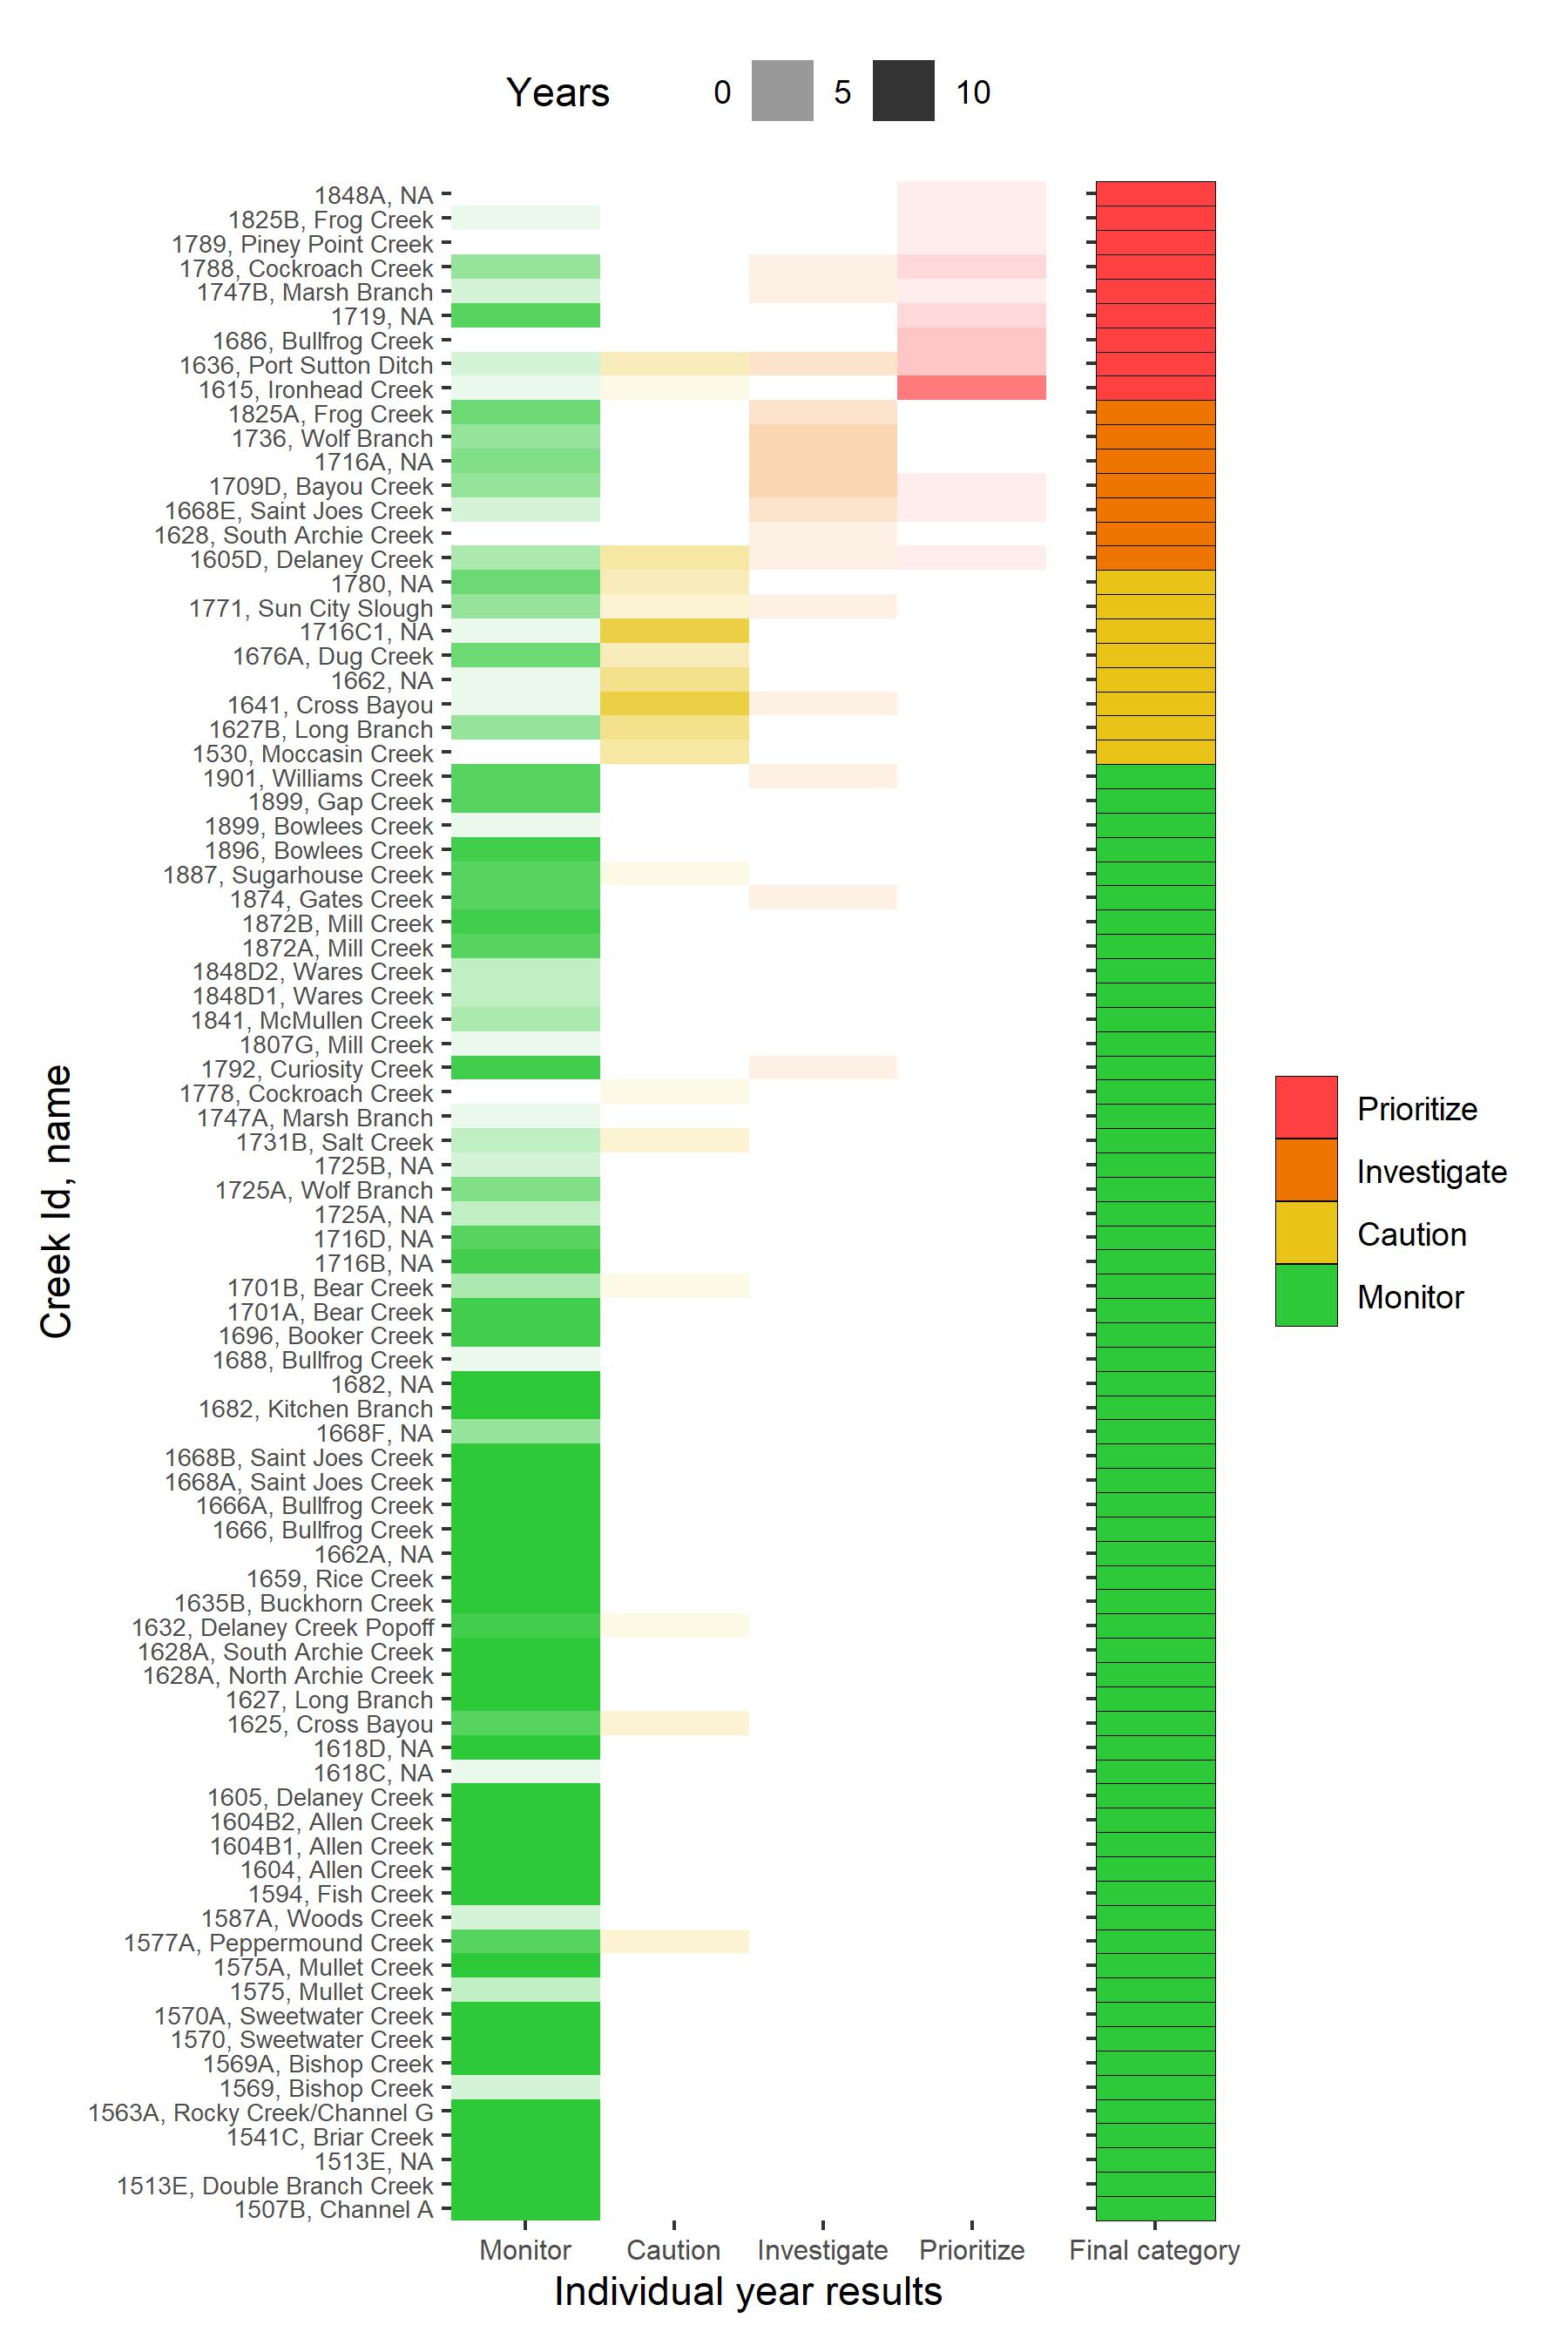 Years 0 5 10
1848A, NA
1825B, Frog Creek
1789, Piney Point Creek
1788, Cockroach Creek
1747B, Marsh Branch
1719, NA
1686, Bullfrog Creek
1636, Port Sutton Ditch
1615, Ironhead Creek
1825A, Frog Creek
1736, Wolf Branch
1716A, NA
1709D, Bayou Creek
1668E, Saint Joes Creek
1628, South Archie Creek
1605D, Delaney Creek
1780, NA
1771, Sun City Slough
1716C1, NA
1676A, Dug Creek
1662, NA
1641, Cross Bayou
1627B, Long Branch
1530, Moccasin Creek
1901, Williams Creek
1899, Gap Creek
1899, Bowlees Creek
1896, Bowlees Creek
1887, Sugarhouse Creek
1874, Gates Creek
1872B, Mill Creek
1872A, Mill Creek
1848D2, Wares Creek
1848D1, Wares Creek
1841, McMullen Creek
1807G, Mill Creek
1792, Curiosity Creek
1778, Cockroach Creek
1747A, Marsh Branch
1731B, Salt Creek
1725B, NA
1725A, Wolf Branch
1725A, NA
1716D, NA
1716B, NA
1701B, Bear Creek
1701A, Bear Creek
1696, Booker Creek
1688, Bullfrog Creek
1682, NA
1682, Kitchen Branch
1668F, NA
1668B, Saint Joes Creek
1668A, Saint Joes Creek
1666A, Bullfrog Creek
1666, Bullfrog Creek
1662A, NA
1659, Rice Creek
1635B, Buckhorn Creek
1632, Delaney Creek Popoff
1628A, South Archie Creek
1628A, North Archie Creek
1627, Long Branch
1625, Cross Bayou
1618D, NA
1618C, NA
1605, Delaney Creek
1604B2, Allen Creek
1604B1, Allen Creek
1604, Allen Creek
1594, Fish Creek
1587A, Woods Creek
1577A, Peppermound Creek
1575A, Mullet Creek
1575, Mullet Creek
1570A, Sweetwater Creek
1570, Sweetwater Creek
1569A, Bishop Creek
1569, Bishop Creek
1563A, Rocky Creek/Channel G
1541C, Briar Creek
1513E, NA
1513E, Double Branch Creek
1507B, Channel A
Creek Id, name
Monitor Caution Investigate Prioritize Final category
Individual year results
Prioritize
Investigate
Caution
Monitor